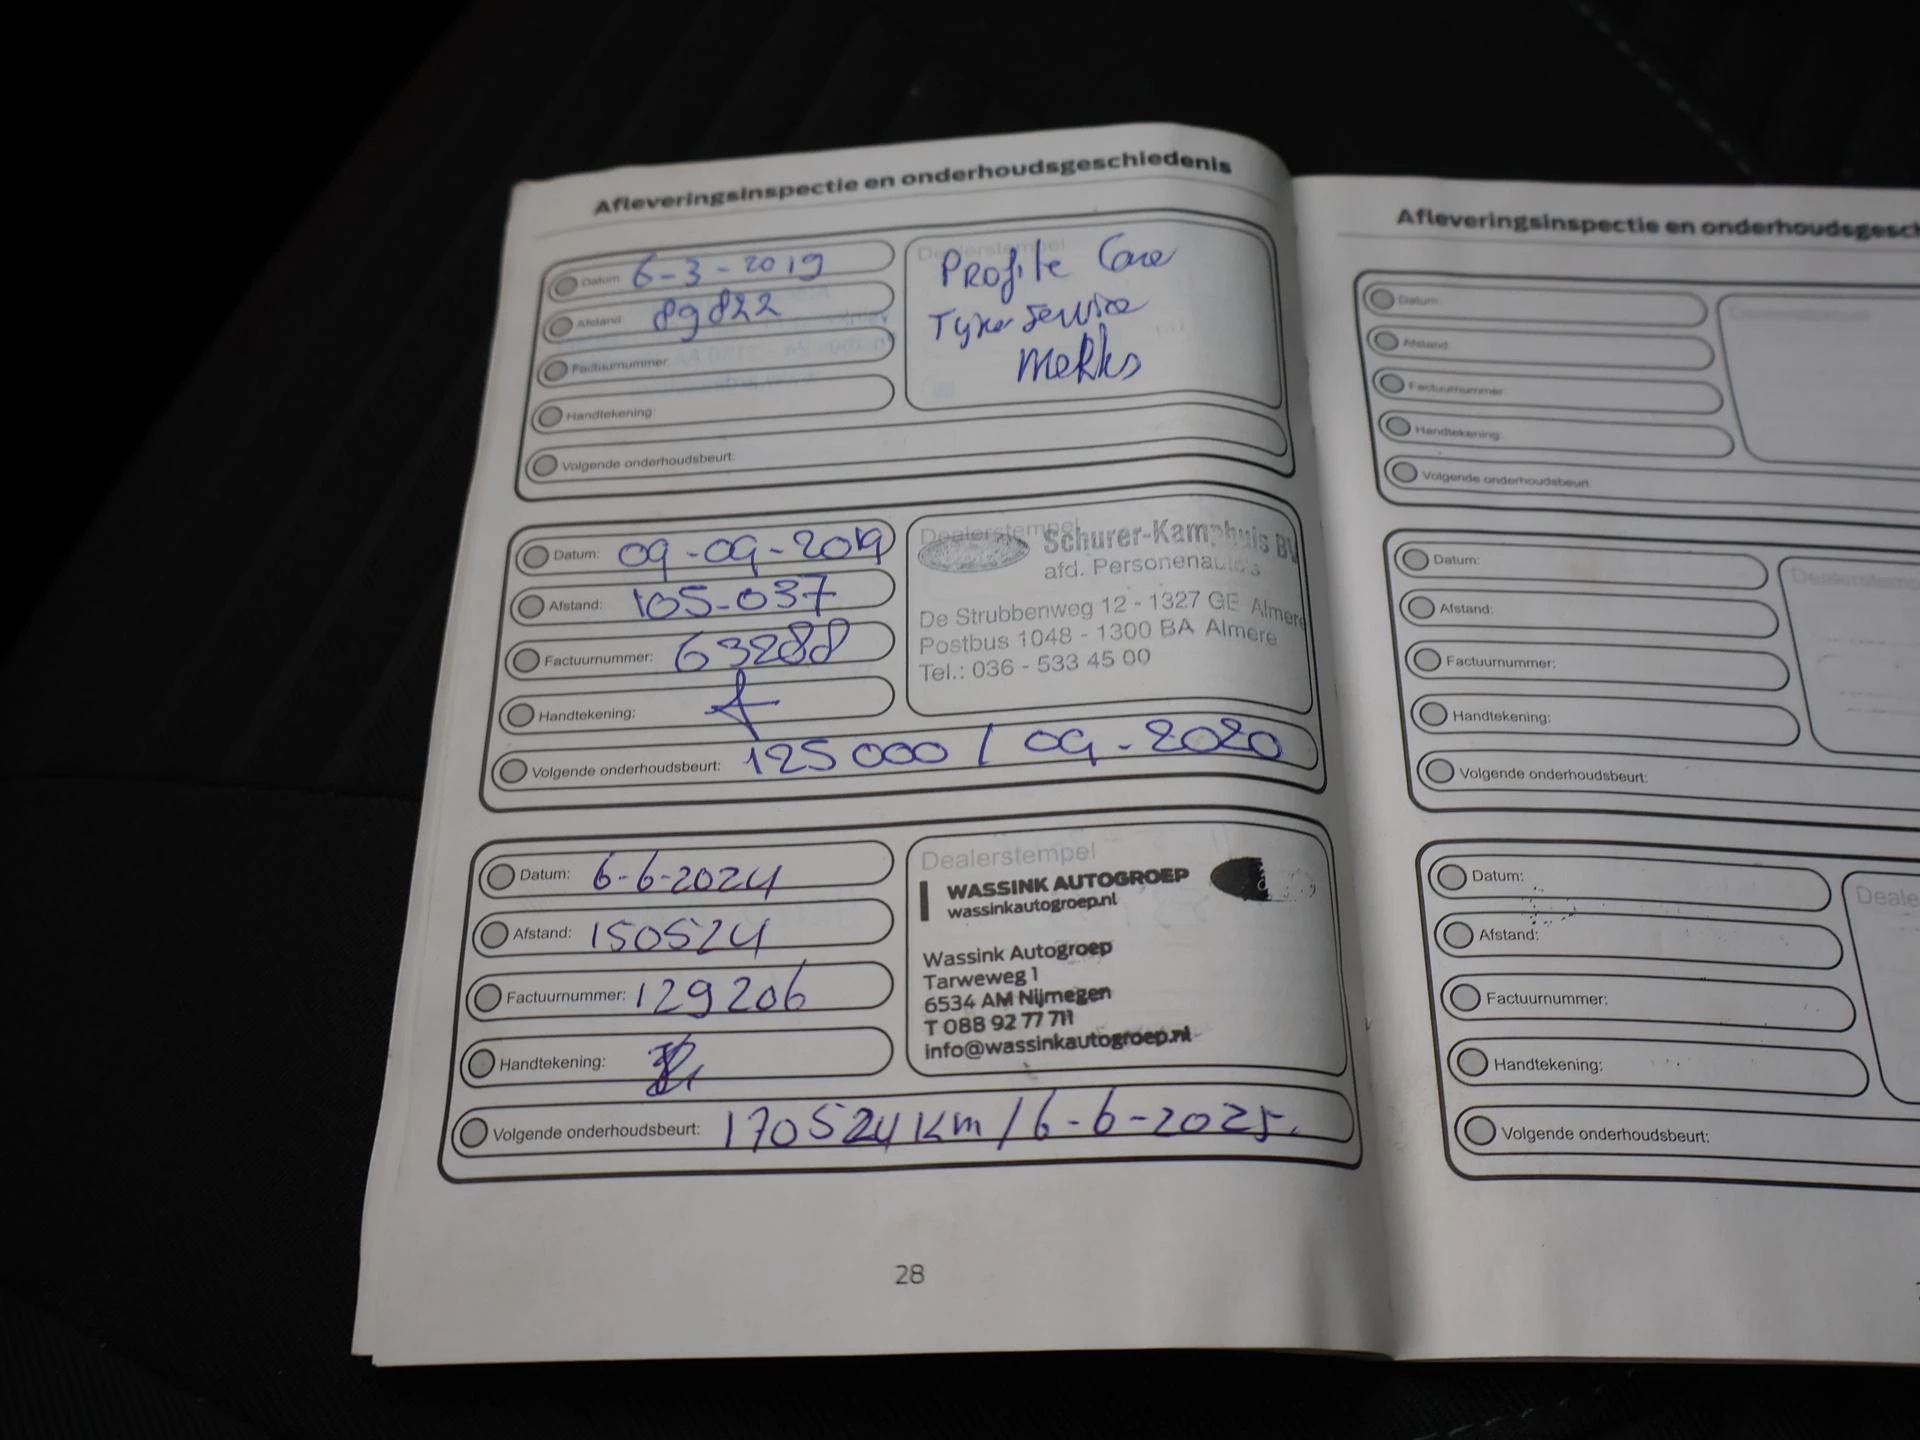 Afleveringsinspectie en onderhoudsgeschiedenis
Datum: 6-3-2019
Afstand: 89822
Factuurnummer:
Handtekening:
Volgende onderhoudsbeurt:
Dealerstempel
Profile Care
Tyre service
Datum: 09-09-2019
Afstand: 105-037
Factuurnummer: 63288
Handtekening:
Volgende onderhoudsbeurt: 125000 / 09-2020
Dealerstempel
Schurer-Kamphuis BV
afd. Personenauto's
De Strubbenweg 12 - 1327 GE Almere
Postbus 1048 - 1300 BA Almere
Tel.: 036 - 533 45 00
Datum: 6-6-2024
Afstand: 150524
Factuurnummer: 129206
Handtekening:
Volgende onderhoudsbeurt: 170524 km / 6-6-2025.
Dealerstempel
WASSINK AUTOGROEP
wassinkautogroep.nl
Wassink Autogroep
Tarweweg 1
6534 AM Nijmegen
T 088 92 77 711
info@wassinkautogroep.nl
28
Afleveringsinspectie en onderhoudsgesch
Datum:
Afstand:
Factuurnummer:
Handtekening:
Volgende onderhoudsbeurt:
Dealerstempel
Datum:
Afstand:
Factuurnummer:
Handtekening:
Volgende onderhoudsbeurt:
Dealerstemp
Datum:
Afstand:
Factuurnummer:
Handtekening:
Volgende onderhoudsbeurt:
Deale